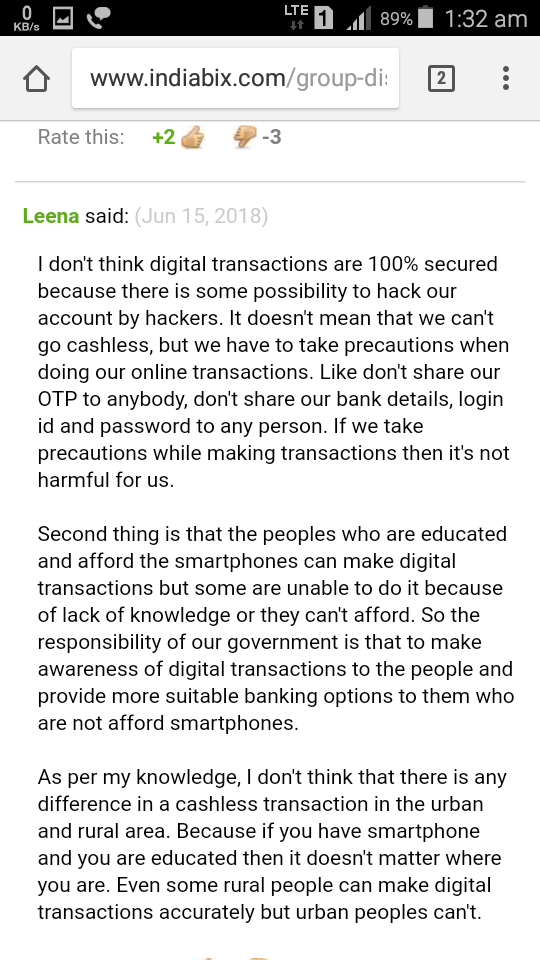 0
KB/s
LTE
1
89%
1:32 am
www.indiabix.com/group-di
2
Rate this: +2 -3
Leena said: (Jun 15, 2018)
I don't think digital transactions are 100% secured
because there is some possibility to hack our
account by hackers. It doesn't mean that we can't
go cashless, but we have to take precautions when
doing our online transactions. Like don't share our
OTP to anybody, don't share our bank details, login
id and password to any person. If we take
precautions while making transactions then it's not
harmful for us.
Second thing is that the peoples who are educated
and afford the smartphones can make digital
transactions but some are unable to do it because
of lack of knowledge or they can't afford. So the
responsibility of our government is that to make
awareness of digital transactions to the people and
provide more suitable banking options to them who
are not afford smartphones.
As per my knowledge, I don't think that there is any
difference in a cashless transaction in the urban
and rural area. Because if you have smartphone
and you are educated then it doesn't matter where
you are. Even some rural people can make digital
transactions accurately but urban peoples can't.